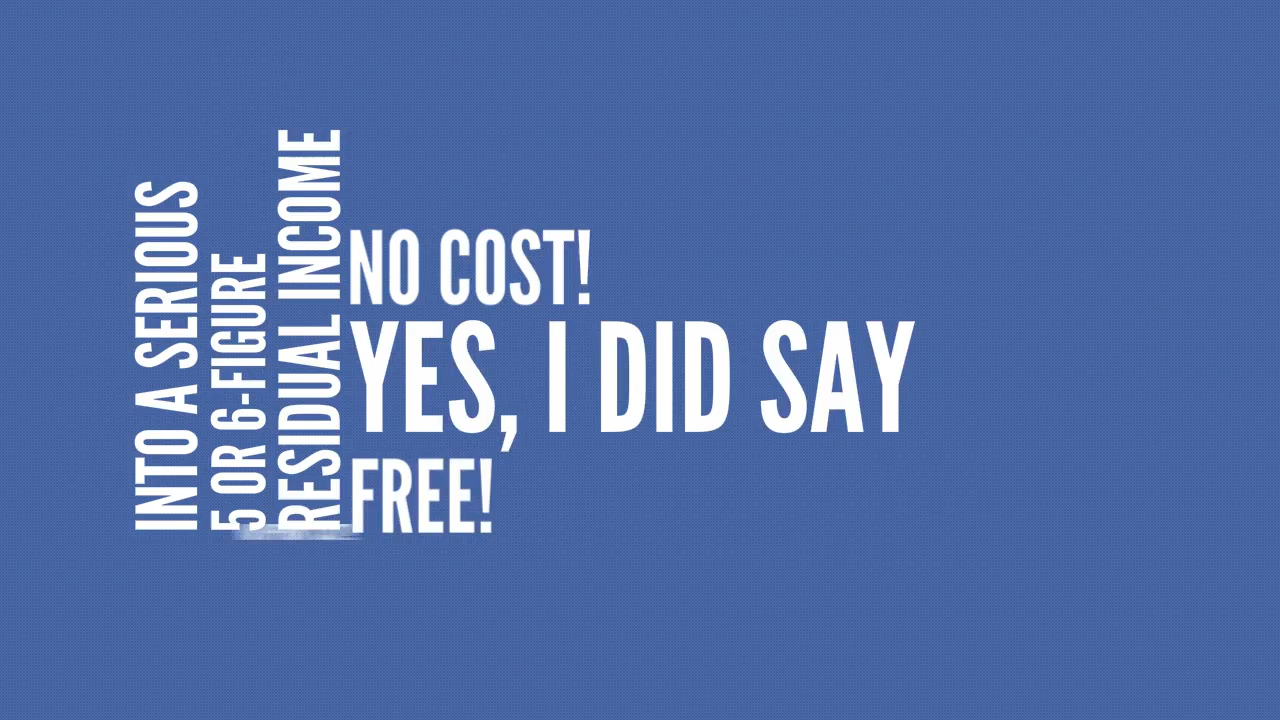 INTO A SERIOUS
5 OR 6-FIGURE
RESIDUAL INCOME
NO COST!
YES, I DID SAY
FREE!